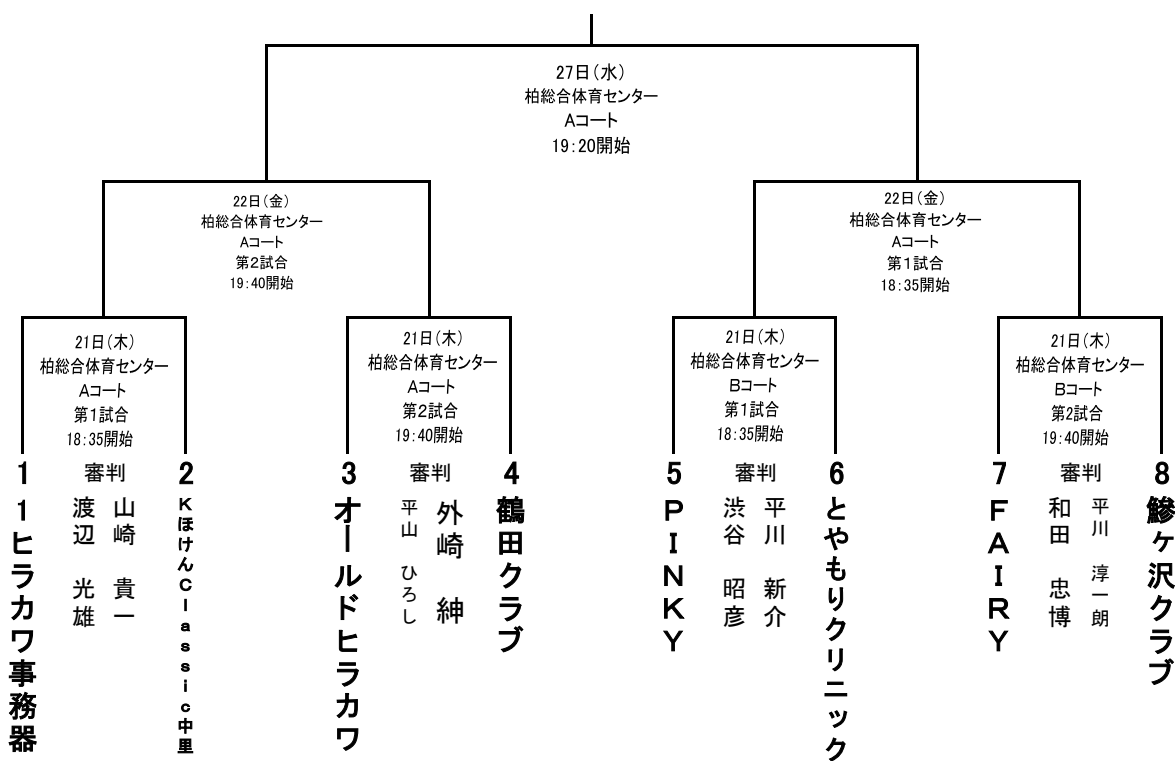 27日（水）
柏総合体育センター
Aコート
19：20開始
22日（金）
柏総合体育センター
Aコート
第２試合
19：40開始
22日（金）
柏総合体育センター
Aコート
第１試合
18：35開始
21日（木）
柏総合体育センター
Aコート
第１試合
18：35開始
21日（木）
柏総合体育センター
Aコート
第２試合
19：40開始
21日（木）
柏総合体育センター
Bコート
第１試合
18：35開始
21日（木）
柏総合体育センター
Bコート
第２試合
19：40開始
1
１ヒラカワ事務器
審判
渡辺　光雄
山崎　貴一
2
KほけんClassic中里
3
オールドヒラカワ
審判
平山　ひろし
外崎　紳
4
鶴田クラブ
5
PINKY
審判
渋谷　昭彦
平川　新介
6
とやもりクリニック
7
FAIRY
審判
和田　忠博
平川　淳一朗
8
鰺ヶ沢クラブ